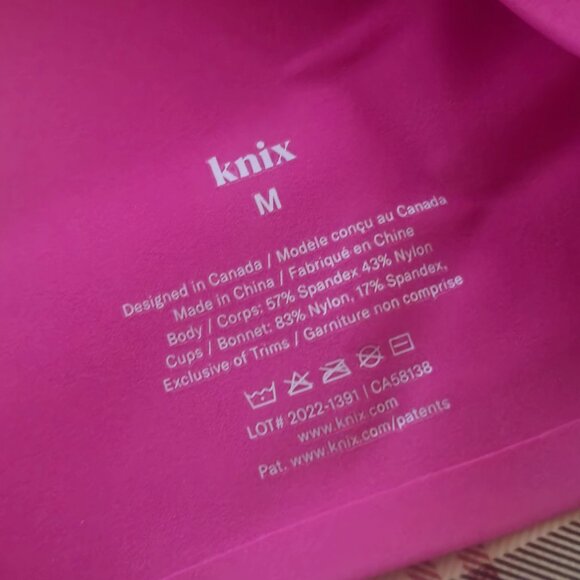 knix
M
Designed in Canada / Modèle conçu au Canada
Made in China / Fabriqué en Chine
Body / Corps: 57% Spandex 43% Nylon
Cups / Bonnet: 83% Nylon, 17% Spandex,
Exclusive of Trims / Garniture non comprise
LOT# 2022-1391 | CA58138
www.knix.com
Pat. www.knix.com/patents